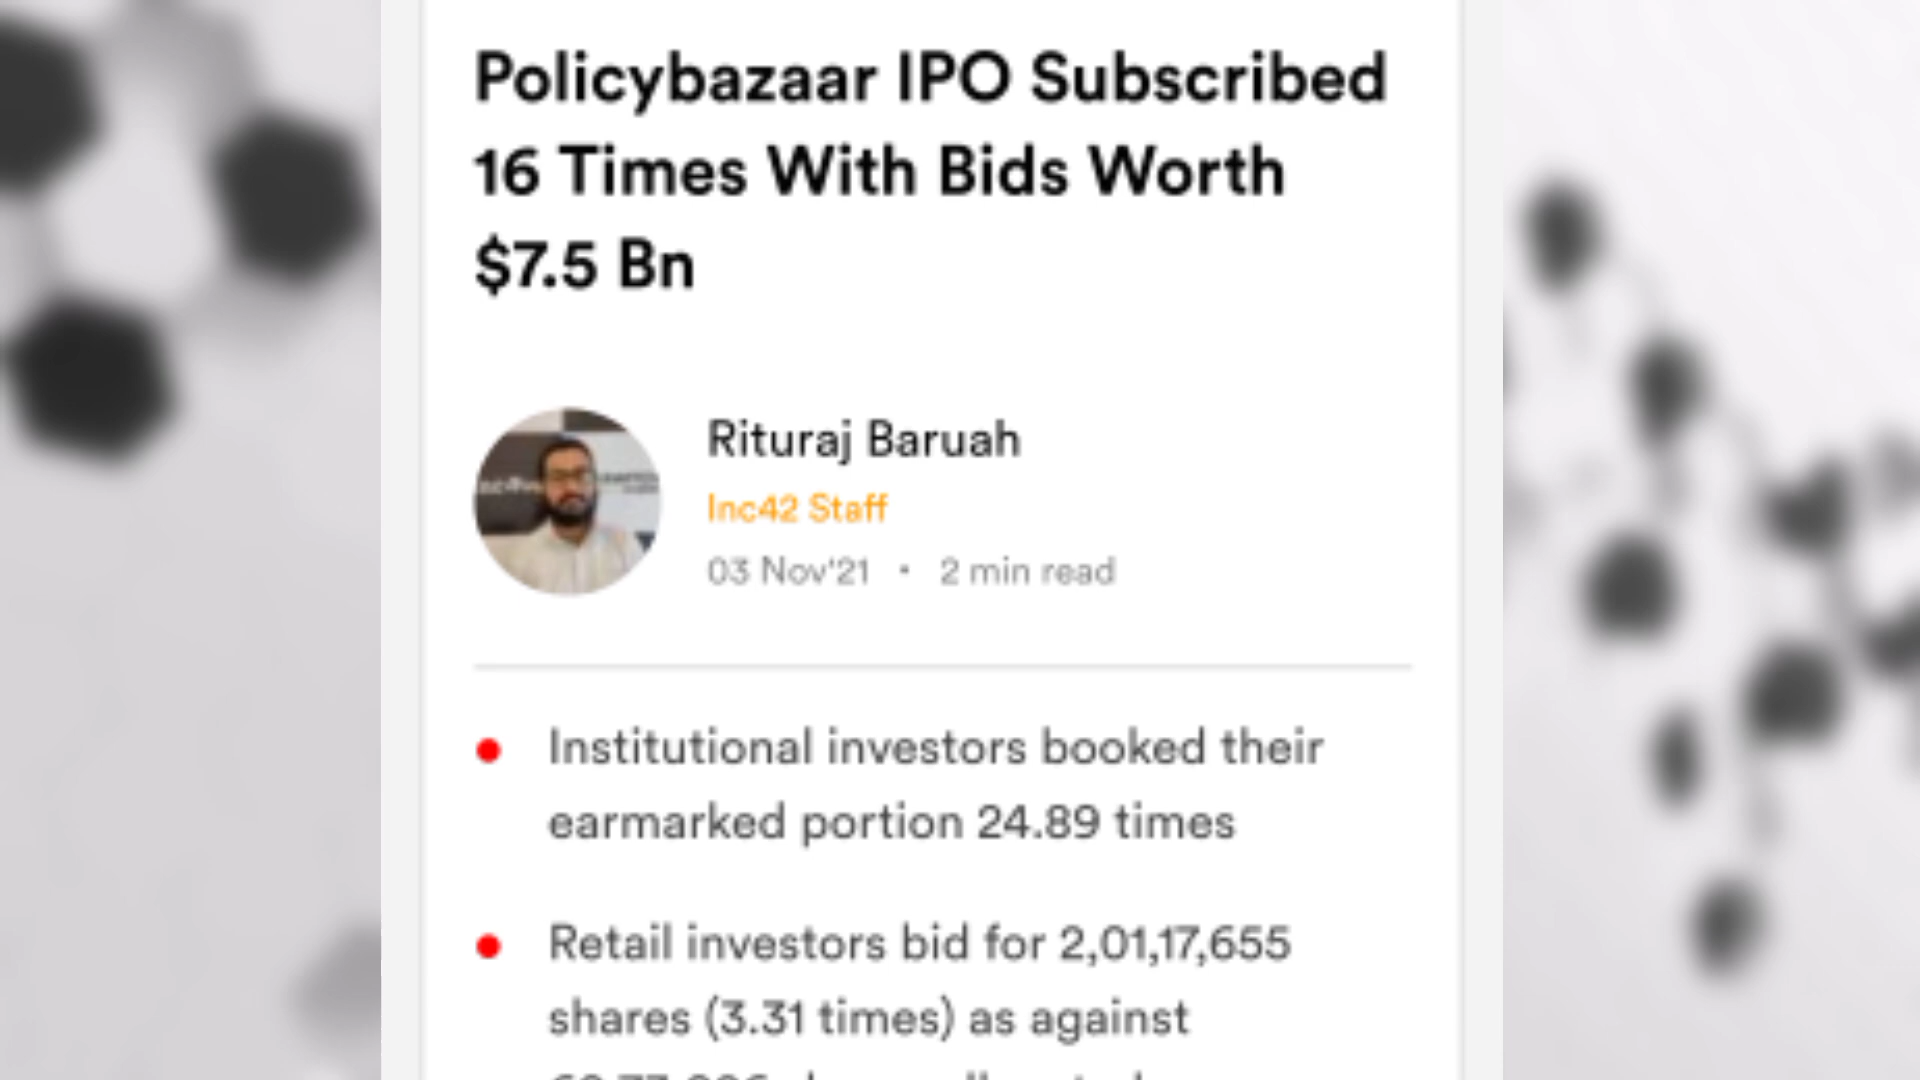 Policybazaar IPO Subscribed
16 Times With Bids Worth
$7.5 Bn
Rituraj Baruah
Inc42 Staff
03 Nov'21 • 2 min read
Institutional investors booked their
earmarked portion 24.89 times
Retail investors bid for 2,01,17,655
shares (3.31 times) as against